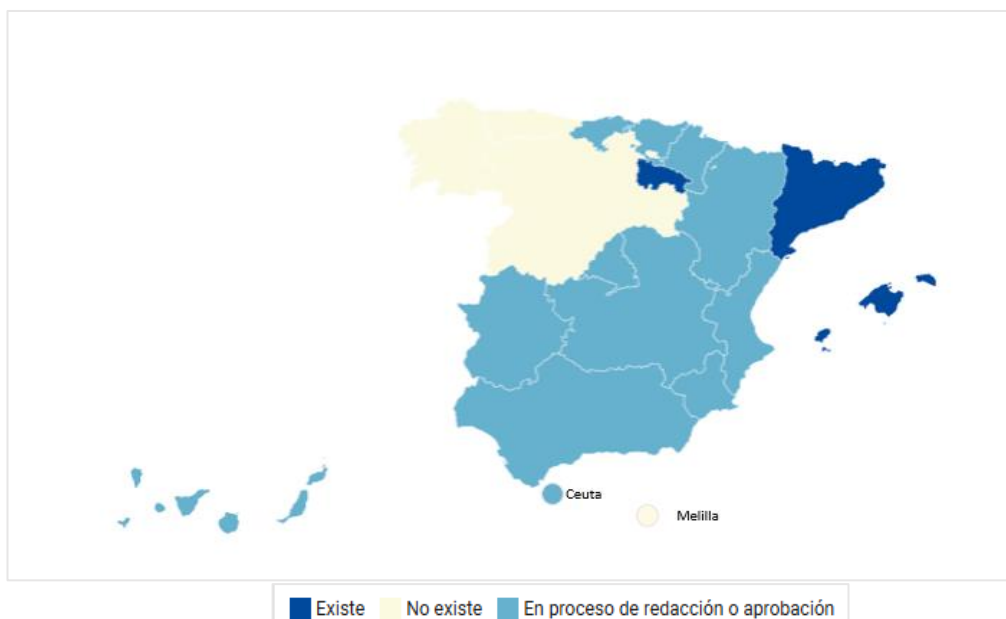 Ceuta
Melilla
Existe No existe En proceso de redacción o aprobación